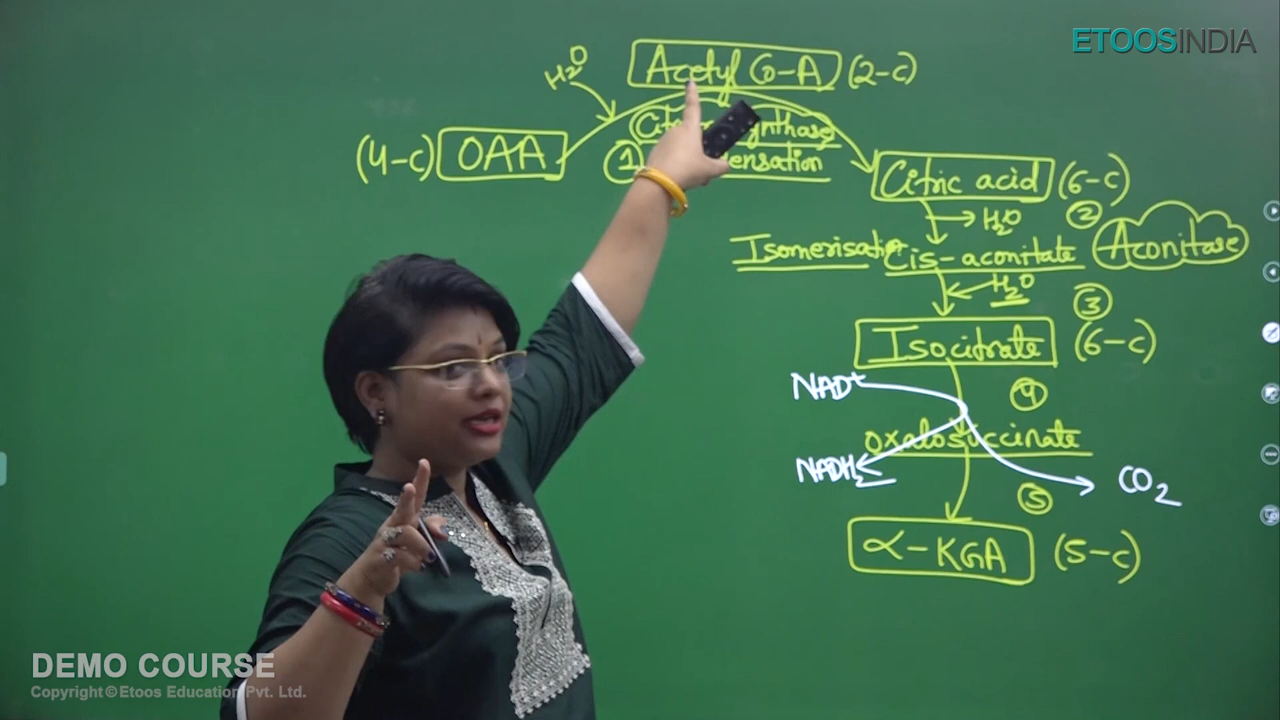 ETOOSINDIA
H₂O
Acetyl Co-A (2-C)
synthase
(4-C) OAA
1
Citric acid (6-C)
H₂O
2
Aconitase
Isomerisation
Cis-aconitate
H₂O
3
Isocitrate (6-C)
NAD+
4
oxalosuccinate
NADH₂
CO₂
5
α-KGA (5-C)
DEMO COURSE
Copyright © Etoos Education Pvt. Ltd.